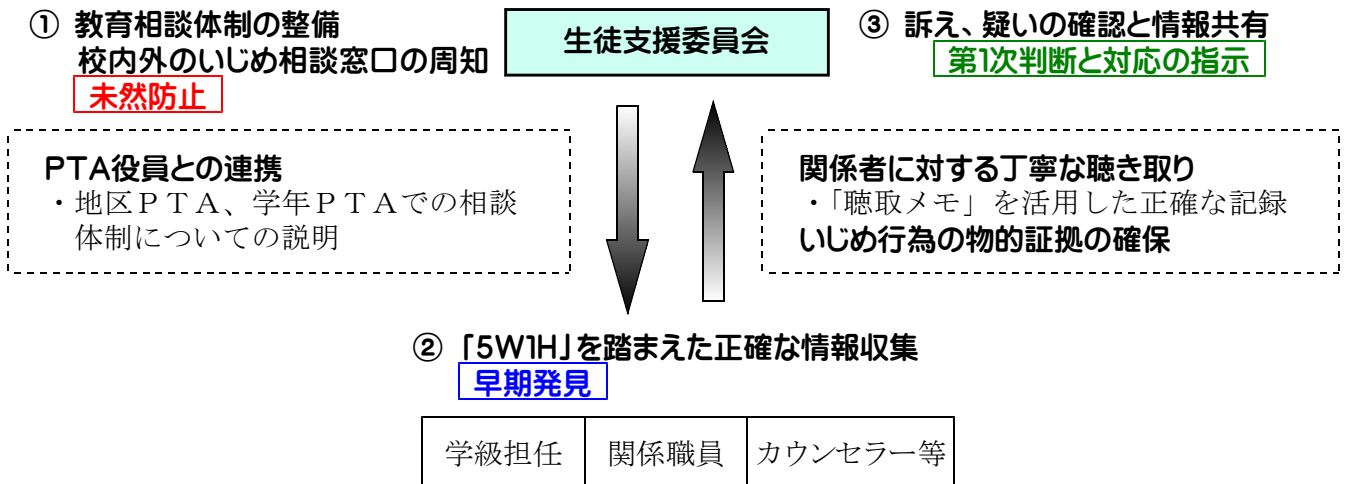 ① 教育相談体制の整備
校内外のいじめ相談窓口の周知
未然防止
生徒支援委員会
③ 訴え、疑いの確認と情報共有
第1次判断と対応の指示
PTA役員との連携
・地区ＰＴＡ、学年ＰＴＡでの相談
体制についての説明
関係者に対する丁寧な聴き取り
・「聴取メモ」を活用した正確な記録
いじめ行為の物的証拠の確保
② 「5W1H」を踏まえた正確な情報収集
早期発見
学級担任 関係職員 カウンセラー等